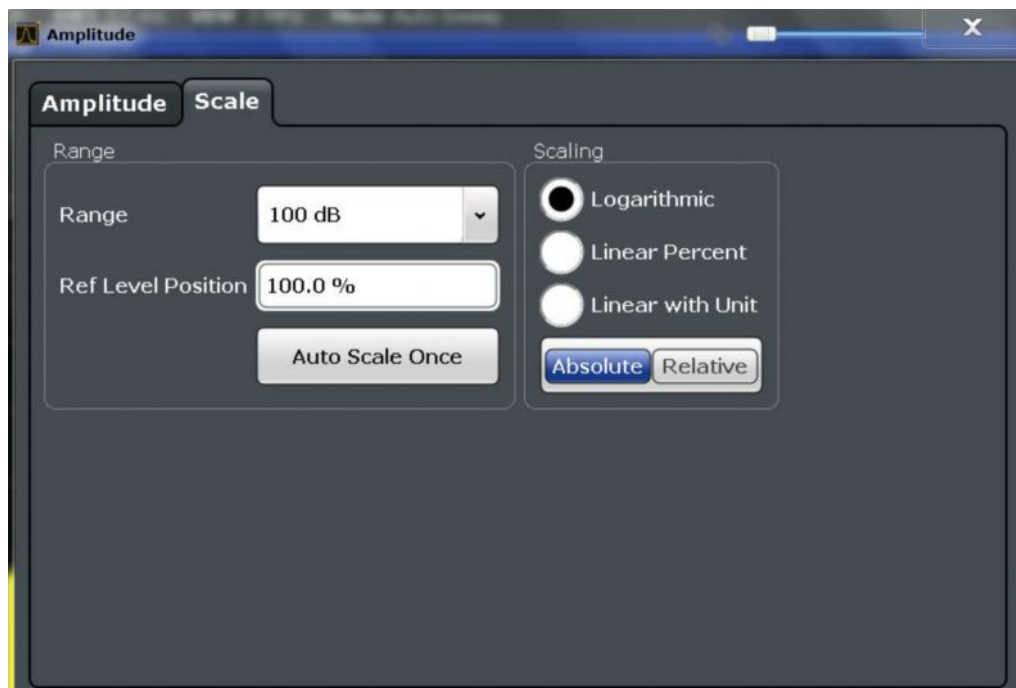 Amplitude
X
Amplitude
Scale
Range
Range
100 dB
Ref Level Position
100.0 %
Auto Scale Once
Scaling
Logarithmic
Linear Percent
Linear with Unit
Absolute
Relative